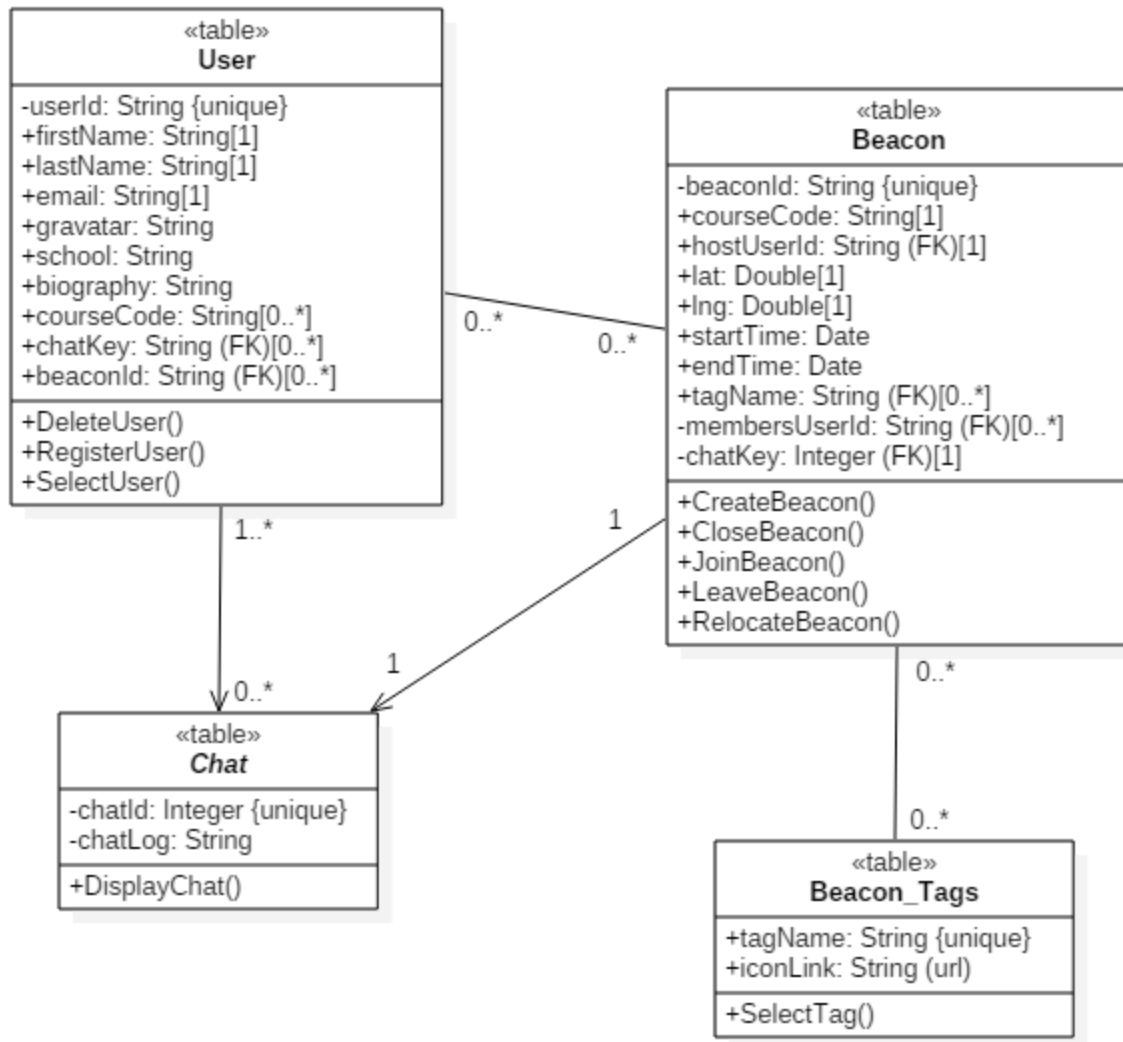 «table»
User
-userId: String {unique}
+firstName: String[1]
+lastName: String[1]
+email: String[1]
+gravatar: String
+school: String
+biography: String
+courseCode: String[0..*]
+chatKey: String (FK)[0..*]
+beaconId: String (FK)[0..*]
+DeleteUser()
+RegisterUser()
+SelectUser()
«table»
Beacon
-beaconId: String {unique}
+courseCode: String[1]
+hostUserId: String (FK)[1]
+lat: Double[1]
+lng: Double[1]
+startTime: Date
+endTime: Date
+tagName: String (FK)[0..*]
-membersUserId: String (FK)[0..*]
-chatKey: Integer (FK)[1]
+CreateBeacon()
+CloseBeacon()
+JoinBeacon()
+LeaveBeacon()
+RelocateBeacon()
0..*
0..*
1..*
0..*
1
1
0..*
0..*
«table»
Chat
-chatId: Integer {unique}
-chatLog: String
+DisplayChat()
«table»
Beacon_Tags
+tagName: String {unique}
+iconLink: String (url)
+SelectTag()